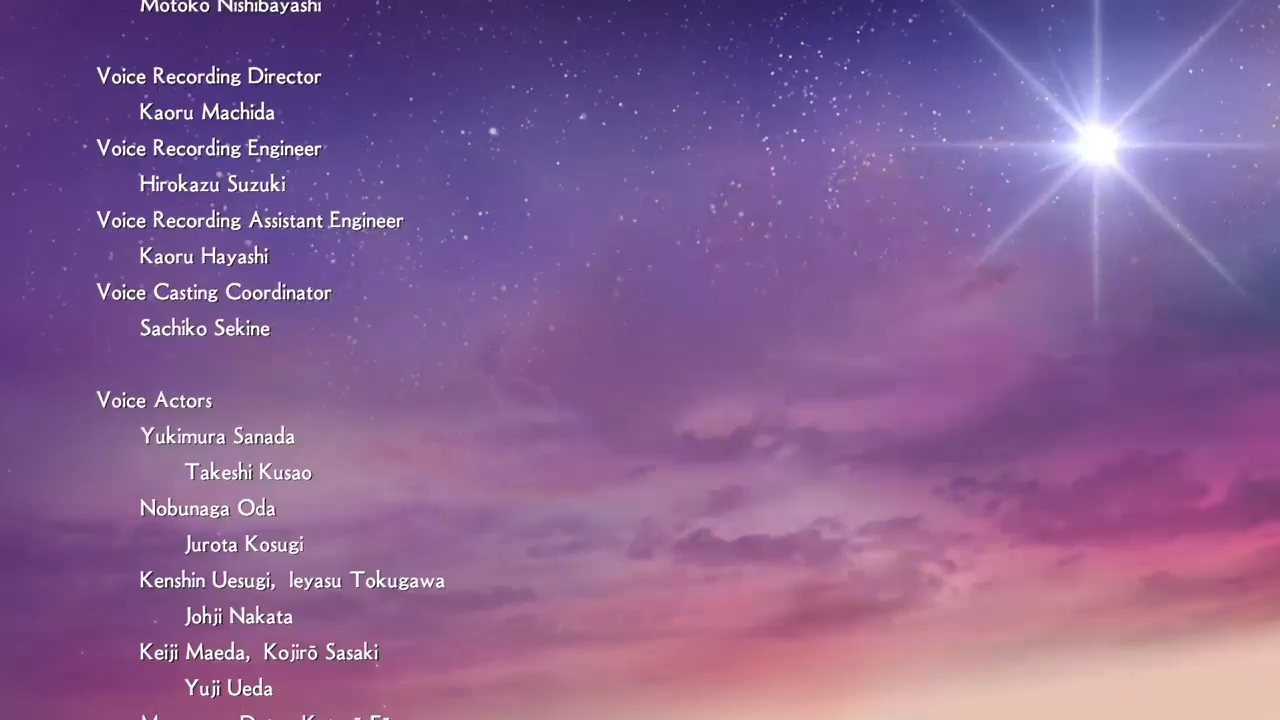 Motoko Nishibayashi
Voice Recording Director
Kaoru Machida
Voice Recording Engineer
Hirokazu Suzuki
Voice Recording Assistant Engineer
Kaoru Hayashi
Voice Casting Coordinator
Sachiko Sekine
Voice Actors
Yukimura Sanada
Takeshi Kusao
Nobunaga Oda
Jurota Kosugi
Kenshin Uesugi, Ieyasu Tokugawa
Johji Nakata
Keiji Maeda, Kojirō Sasaki
Yuji Ueda